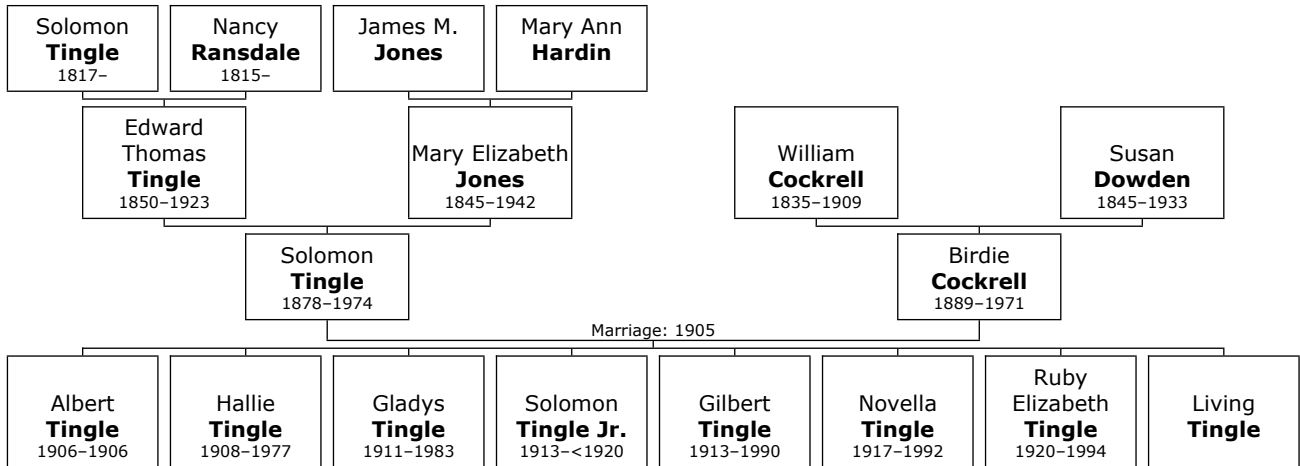 Solomon
Tingle
1817–
Nancy
Ransdale
1815–
James M.
Jones
Mary Ann
Hardin
Edward
Thomas
Tingle
1850–1923
Mary Elizabeth
Jones
1845–1942
William
Cockrell
1835–1909
Susan
Dowden
1845–1933
Solomon
Tingle
1878–1974
Birdie
Cockrell
1889–1971
Marriage: 1905
Albert
Tingle
1906–1906
Hallie
Tingle
1908–1977
Gladys
Tingle
1911–1983
Solomon
Tingle Jr.
1913–<1920
Gilbert
Tingle
1913–1990
Novella
Tingle
1917–1992
Ruby
Elizabeth
Tingle
1920–1994
Living
Tingle